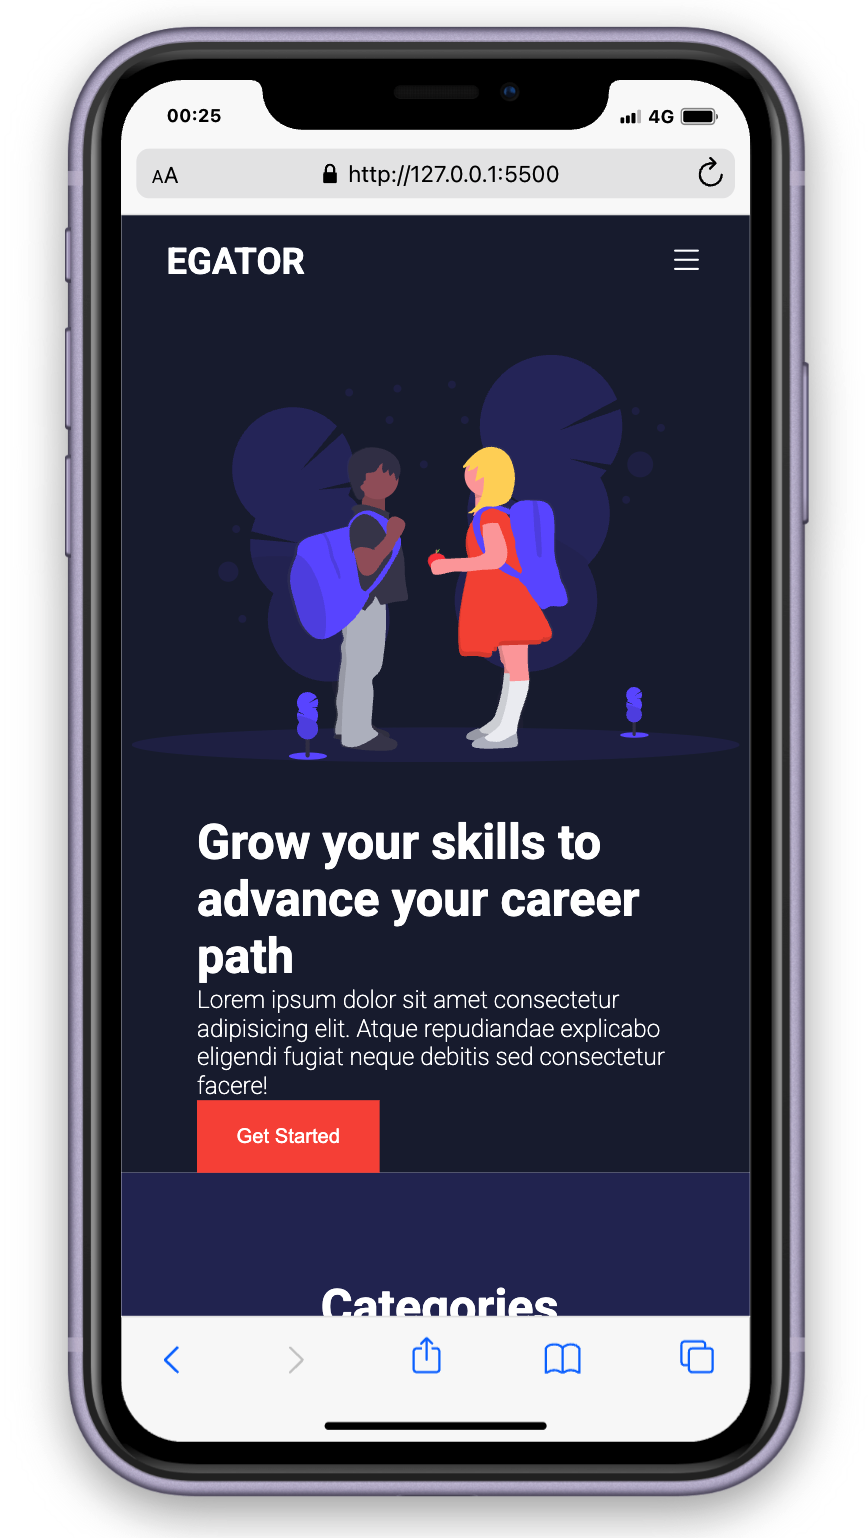 00:25
4G
AA
http://127.0.0.1:5500
EGATOR
Grow your skills to
advance your career
path
Lorem ipsum dolor sit amet consectetur
adipisicing elit. Atque repudiandae explicabo
eligendi fugiat neque debitis sed consectetur
facere!
Get Started
Categories